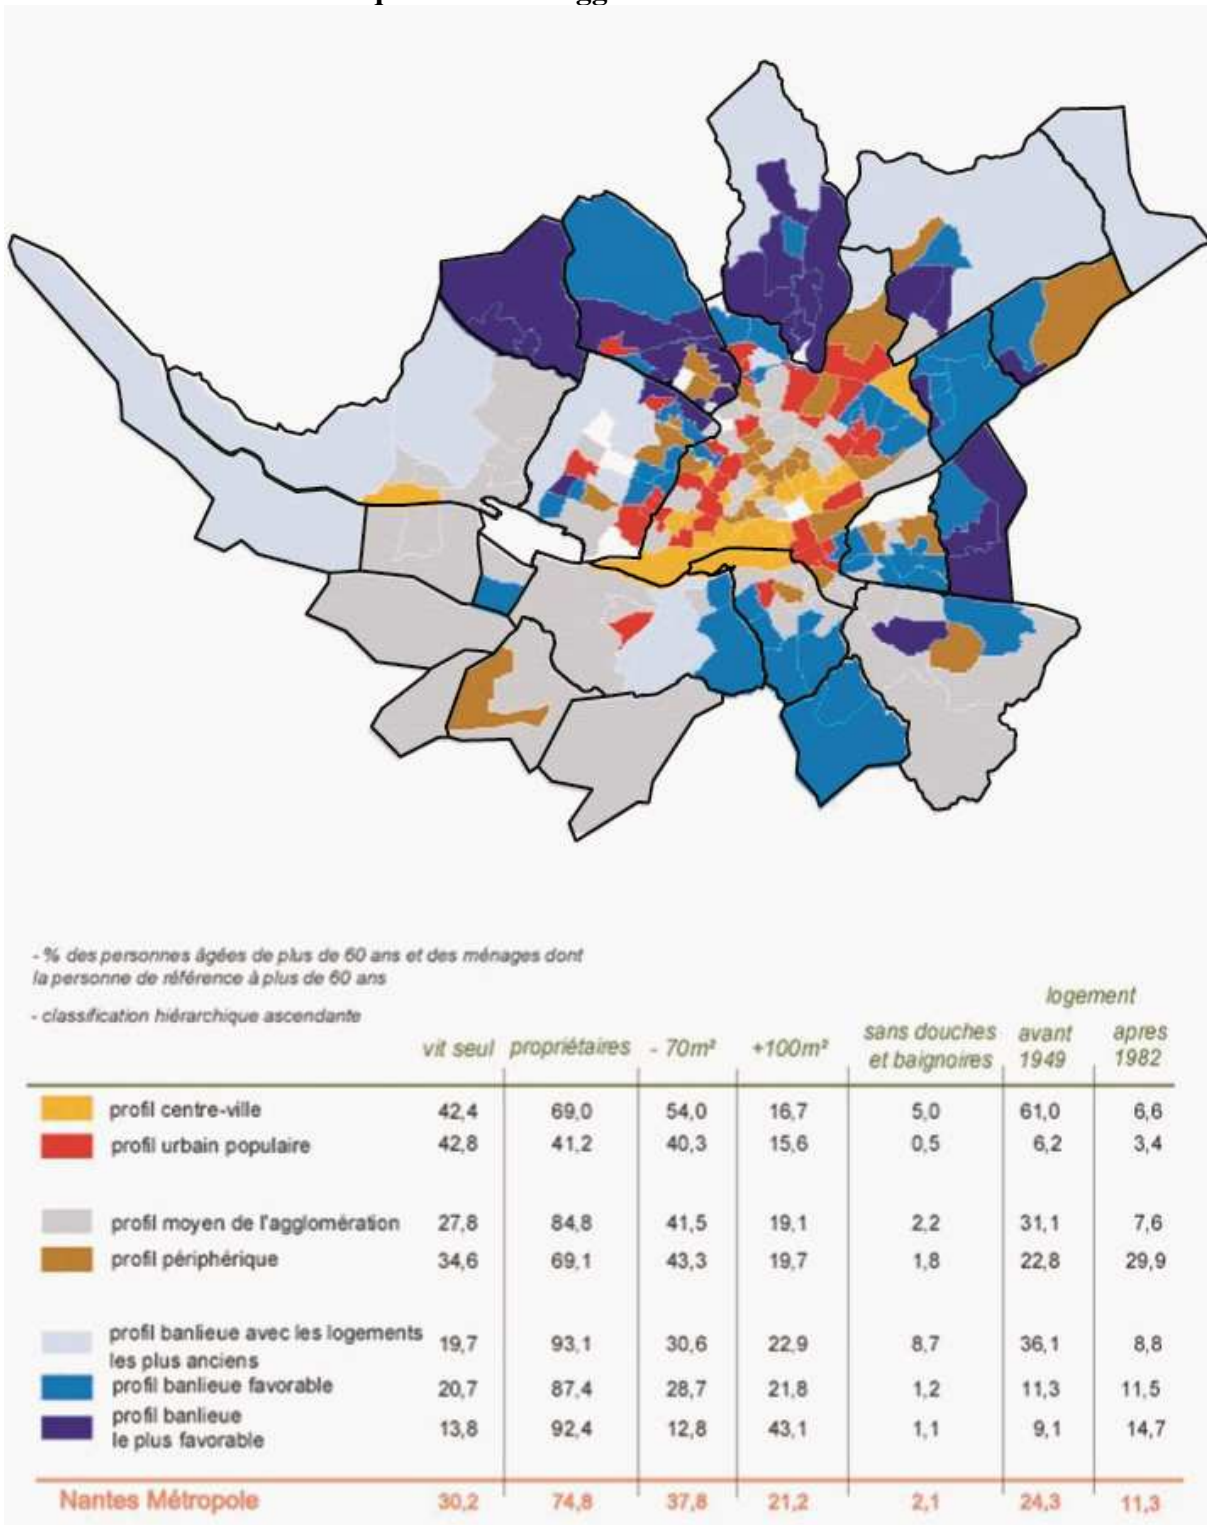 - % des personnes âgées de plus de 60 ans et des ménages dont
la personne de référence à plus de 60 ans
- classification hiérarchique ascendante
logement
vit seul propriétaires - 70m² +100m² sans douches et baignoires avant 1949 apres 1982
profil centre-ville 42,4 69,0 54,0 16,7 5,0 61,0 6,6
profil urbain populaire 42,8 41,2 40,3 15,6 0,5 6,2 3,4
profil moyen de l'agglomération 27,8 84,8 41,5 19,1 2,2 31,1 7,6
profil périphérique 34,6 69,1 43,3 19,7 1,8 22,8 29,9
profil banlieue avec les logements
les plus anciens 19,7 93,1 30,6 22,9 8,7 36,1 8,8
profil banlieue favorable 20,7 87,4 28,7 21,8 1,2 11,3 11,5
profil banlieue
le plus favorable 13,8 92,4 12,8 43,1 1,1 9,1 14,7
Nantes Métropole 30,2 74,8 37,8 21,2 2,1 24,3 11,3